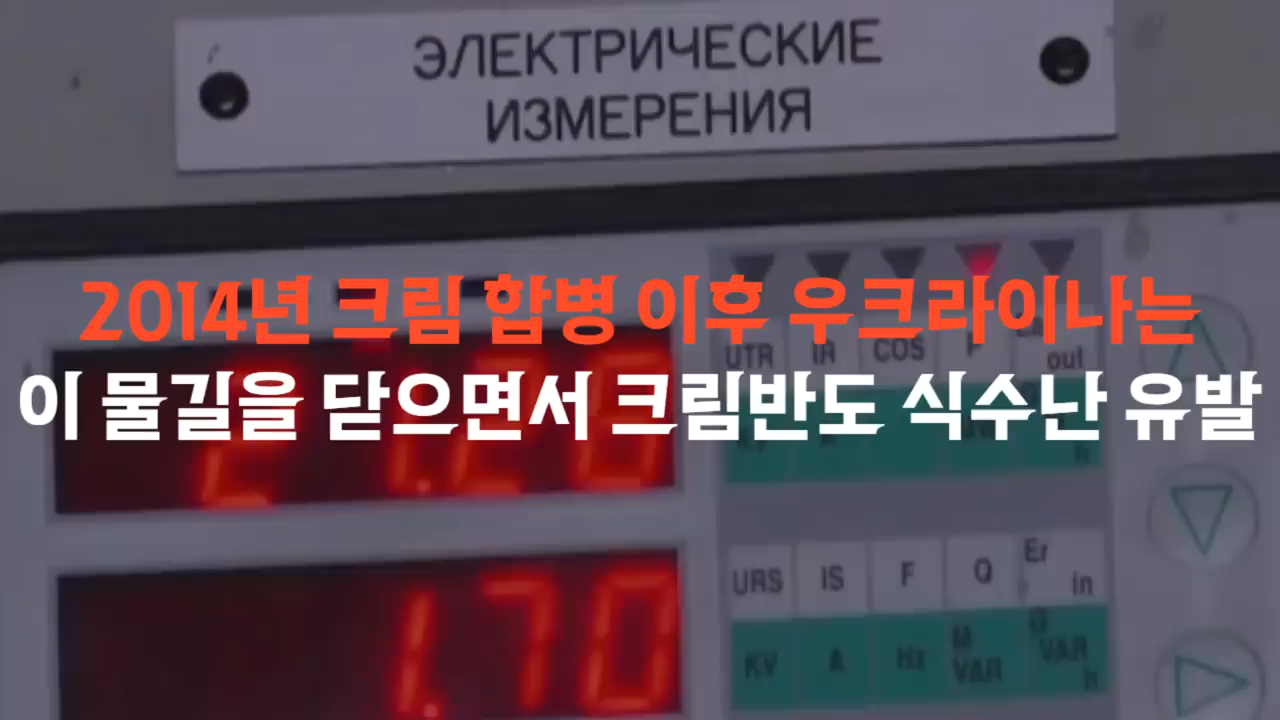 ЭЛЕКТРИЧЕСКИЕ
ИЗМЕРЕНИЯ
2014년 크림 합병 이후 우크라이나는
이 물길을 닫으면서 크림반도 식수난 유발
UTR IR COS P out
1.70
URS IS F Q Er in
KV A Hz M VAR VAR h